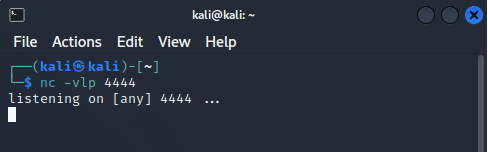 kali@kali: ~
File Actions Edit View Help
(kali㉿kali)-[~]
$ nc -vlp 4444
listening on [any] 4444 ...